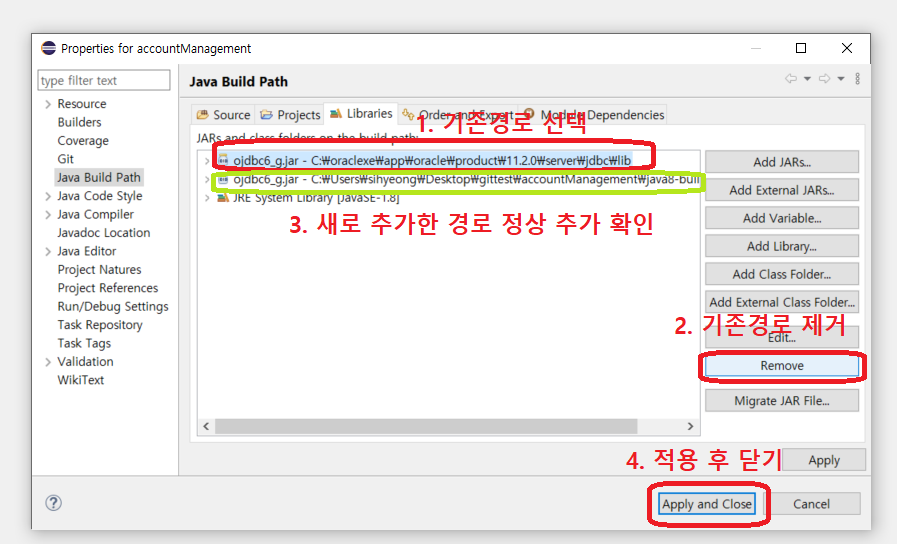 Properties for accountManagement
type filter text
Resource
Builders
Coverage
Git
Java Build Path
Java Code Style
Java Compiler
Javadoc Location
Java Editor
Project Natures
Project References
Run/Debug Settings
Task Repository
Task Tags
Validation
WikiText
Java Build Path
Source
Projects
Libraries
Order and Export
Module Dependencies
1. 기존경로 선택
JARs and class folders on the build path:
ojdbc6_g.jar - C:₩oraclexe₩app₩oracle₩product₩11.2.0₩server₩jdbc₩lib
ojdbc6_g.jar - C:₩Users₩sihyeong₩Desktop₩gittest₩accountManagement₩java8-buil
JRE System Library [JavaSE-1.8]
3. 새로 추가한 경로 정상 추가 확인
Add JARs...
Add External JARs...
Add Variable...
Add Library...
Add Class Folder...
Add External Class Folder...
2. 기존경로 제거
Edit...
Remove
Migrate JAR File...
4. 적용 후 닫기
Apply
Apply and Close
Cancel